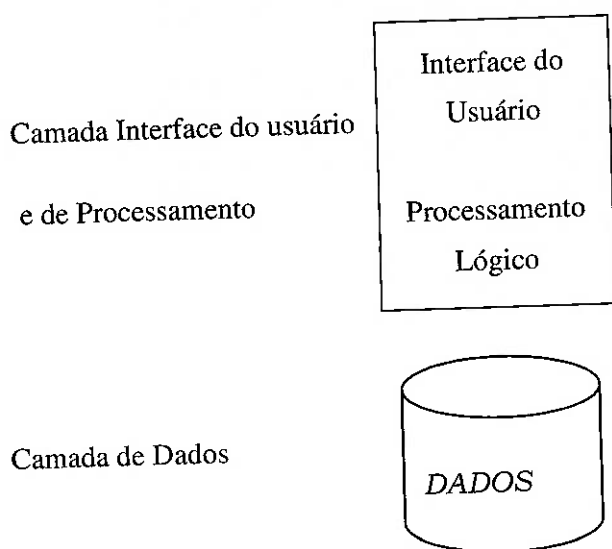 Interface do
Usuário
Camada Interface do usuário
e de Processamento
Processamento
Lógico
Camada de Dados
DADOS